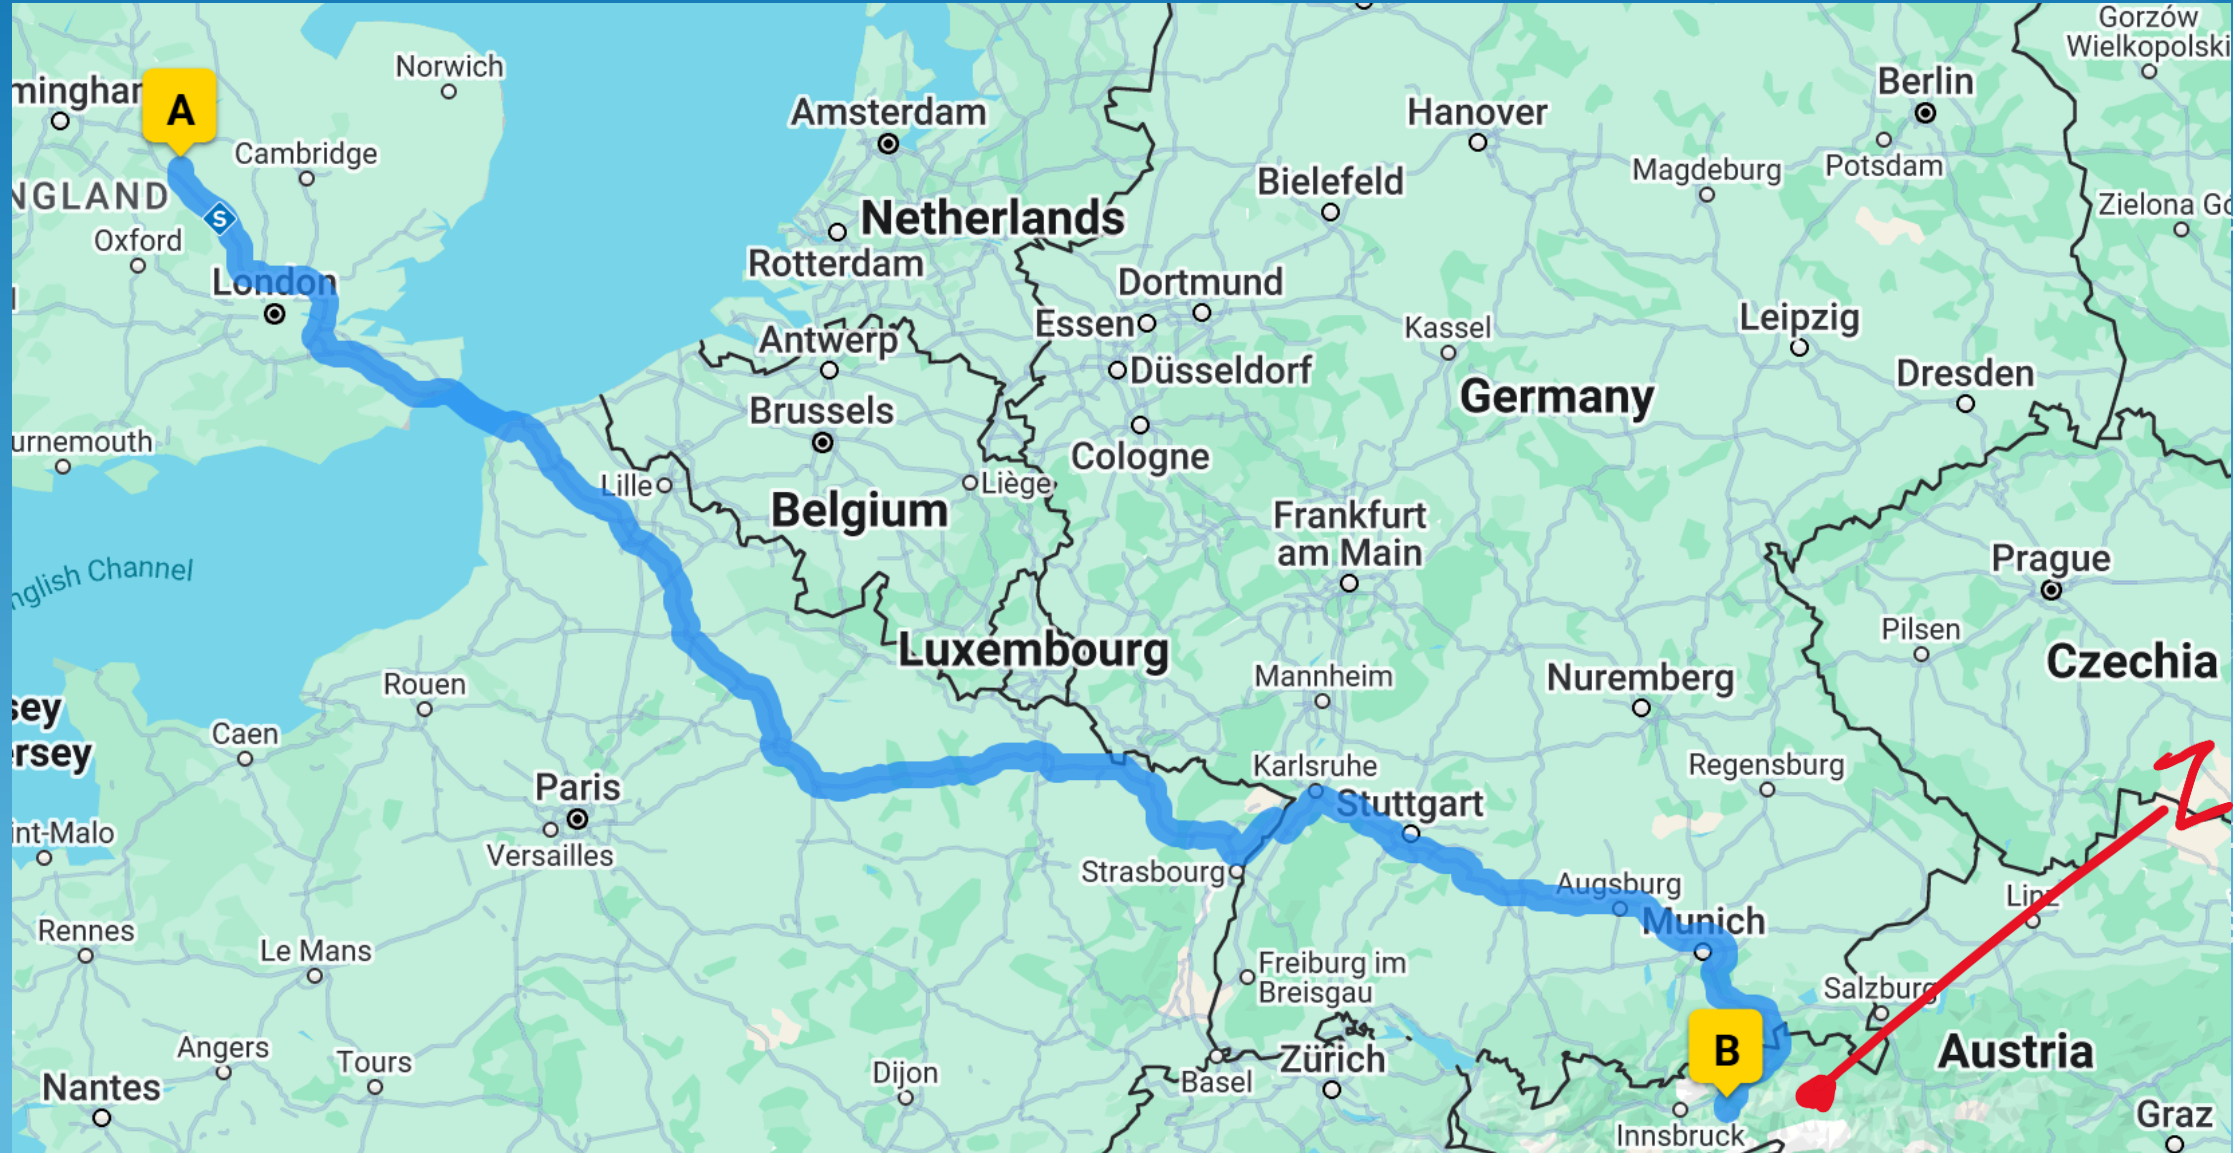 Gorzów
Wielkopolski
Norwich
Berlin
mingham
A
Amsterdam
Hanover
Cambridge
Potsdam
Magdeburg
Bielefeld
NGLAND
S
Netherlands
Zielona Gó
Oxford
Rotterdam
London
Dortmund
Essen
Kassel
Leipzig
Antwerp
Düsseldorf
Dresden
Germany
Brussels
urnemouth
Cologne
Lille
Liège
Belgium
Frankfurt
am Main
Prague
nglish Channel
Pilsen
Luxembourg
Czechia
Mannheim
Nuremberg
Rouen
sey
Caen
ersey
Karlsruhe
Regensburg
Paris
Stuttgart
Z
int-Malo
Versailles
Strasbourg
Augsburg
Linz
Munich
Rennes
Le Mans
Freiburg im
Breisgau
Salzburg
Angers
Tours
Zürich
B
Austria
Nantes
Dijon
Basel
Innsbruck
Graz